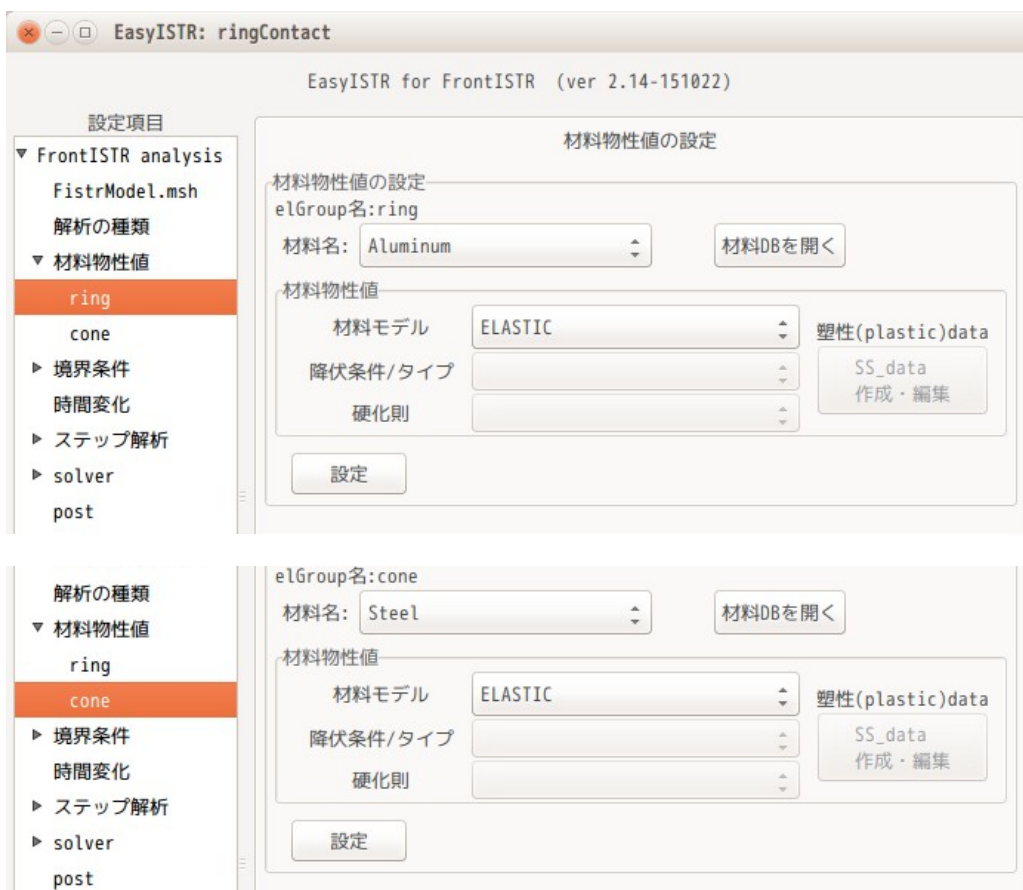 EasyISTR: ringContact
EasyISTR for FrontISTR (ver 2.14-151022)
設定項目
FrontISTR analysis
FistrModel.msh
解析の種類
材料物性値
ring
cone
境界条件
時間変化
ステップ解析
solver
post
材料物性値の設定
材料物性値の設定
elGroup名:ring
材料名: Aluminum 材料DBを開く
材料物性値
材料モデル ELASTIC 塑性(plastic)data
降伏条件/タイプ SS_data
作成・編集
硬化則
設定
解析の種類
材料物性値
ring
cone
境界条件
時間変化
ステップ解析
solver
post
elGroup名:cone
材料名: Steel 材料DBを開く
材料物性値
材料モデル ELASTIC 塑性(plastic)data
降伏条件/タイプ SS_data
作成・編集
硬化則
設定